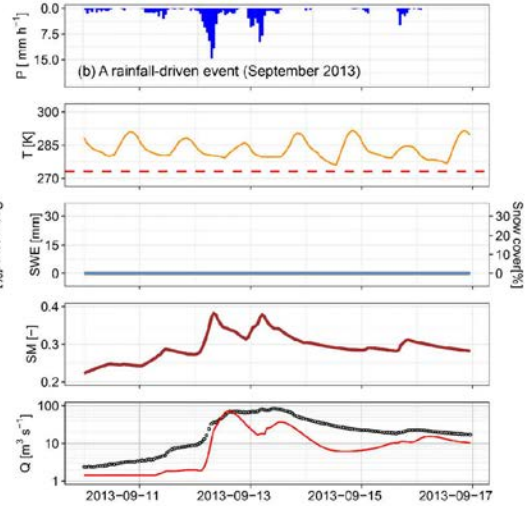 P [ mm h⁻¹]
0.0
7.5
15.0
(b) A rainfall-driven event (September 2013)
T [K]
300
285
270
SWE [mm]
30
15
0
30
20
10
0
Snow cover[%]
SM [-]
0.4
0.3
0.2
Q [m³ s⁻¹]
100
10
1
2013-09-11 2013-09-13 2013-09-15 2013-09-17